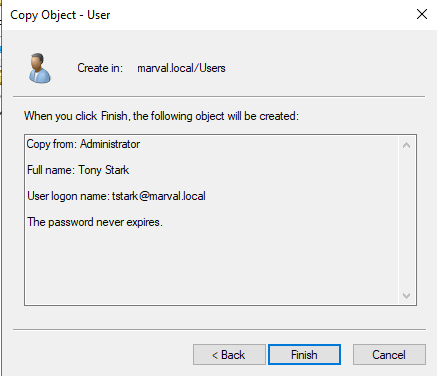 Copy Object - User
Create in: marval.local/Users
When you click Finish, the following object will be created:
Copy from: Administrator
Full name: Tony Stark
User logon name: tstark@marval.local
The password never expires.
< Back Finish Cancel